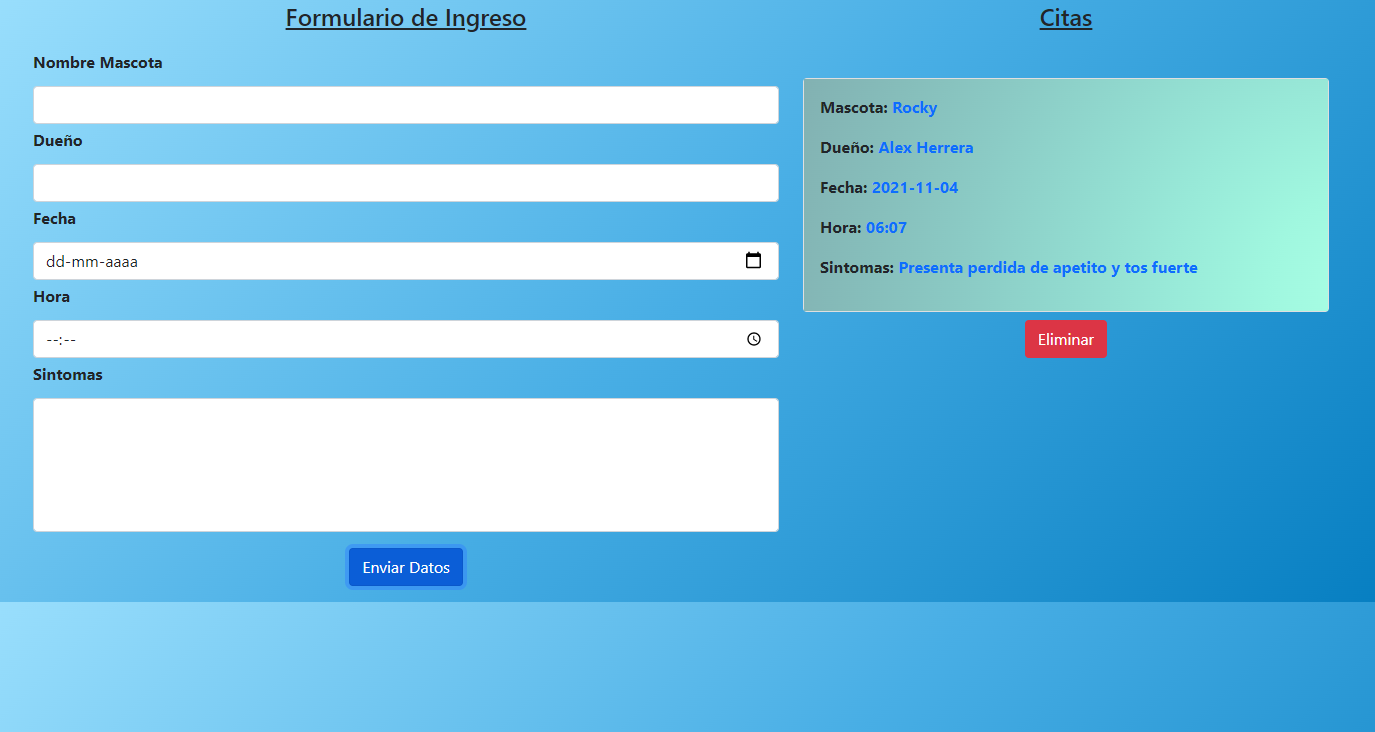 Formulario de Ingreso
Nombre Mascota
Dueño
Fecha
dd-mm-aaaa
Hora
--:--
Sintomas
Enviar Datos
Citas
Mascota: Rocky
Dueño: Alex Herrera
Fecha: 2021-11-04
Hora: 06:07
Sintomas: Presenta perdida de apetito y tos fuerte
Eliminar